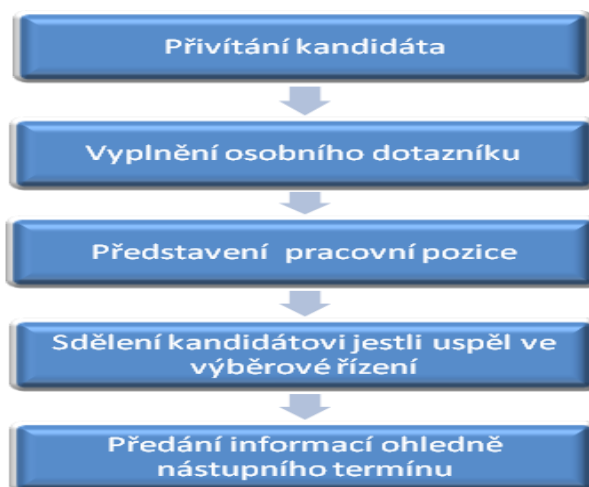 Přivítání kandidáta
Vyplnění osobního dotazníku
Představení pracovní pozice
Sdělení kandidátovi jestli uspěl ve
výběrové řízení
Předání informací ohledně
nástupního termínu